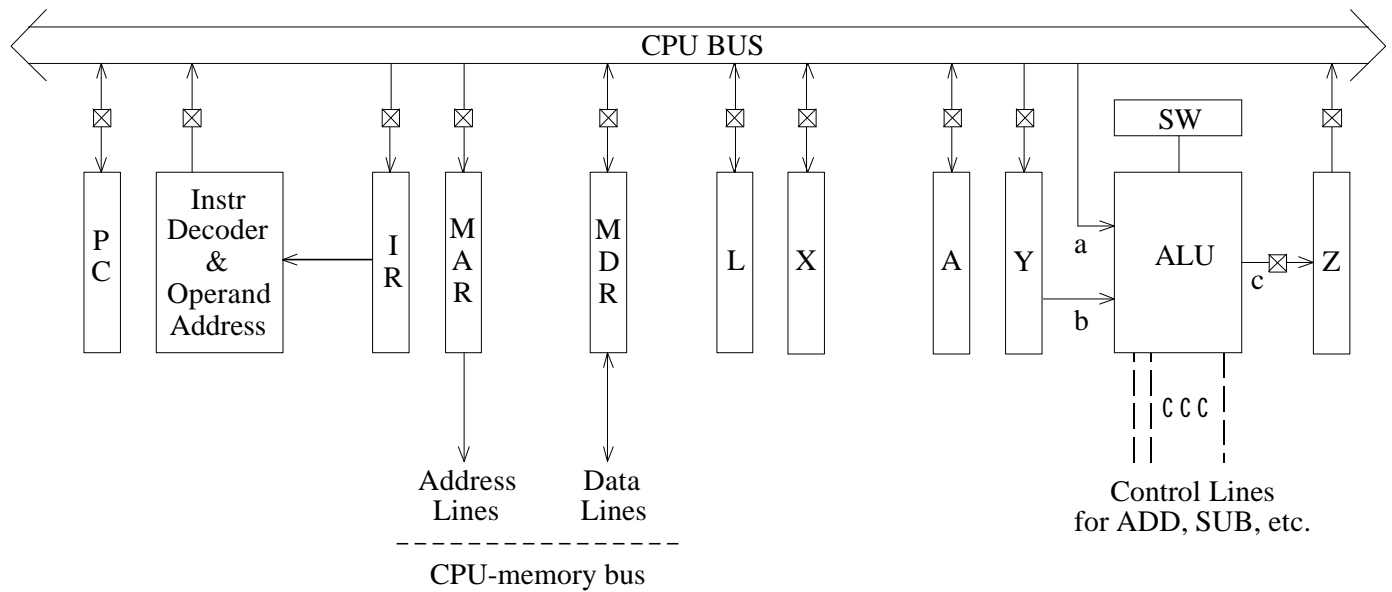 CPU BUS
SW
P
C
Instr
Decoder
&
Operand
Address
I
R
M
A
R
M
D
R
L
X
A
Y
a
b
ALU
c
Z
C C C
Address
Lines
Data
Lines
Control Lines
for ADD, SUB, etc.
CPU-memory bus